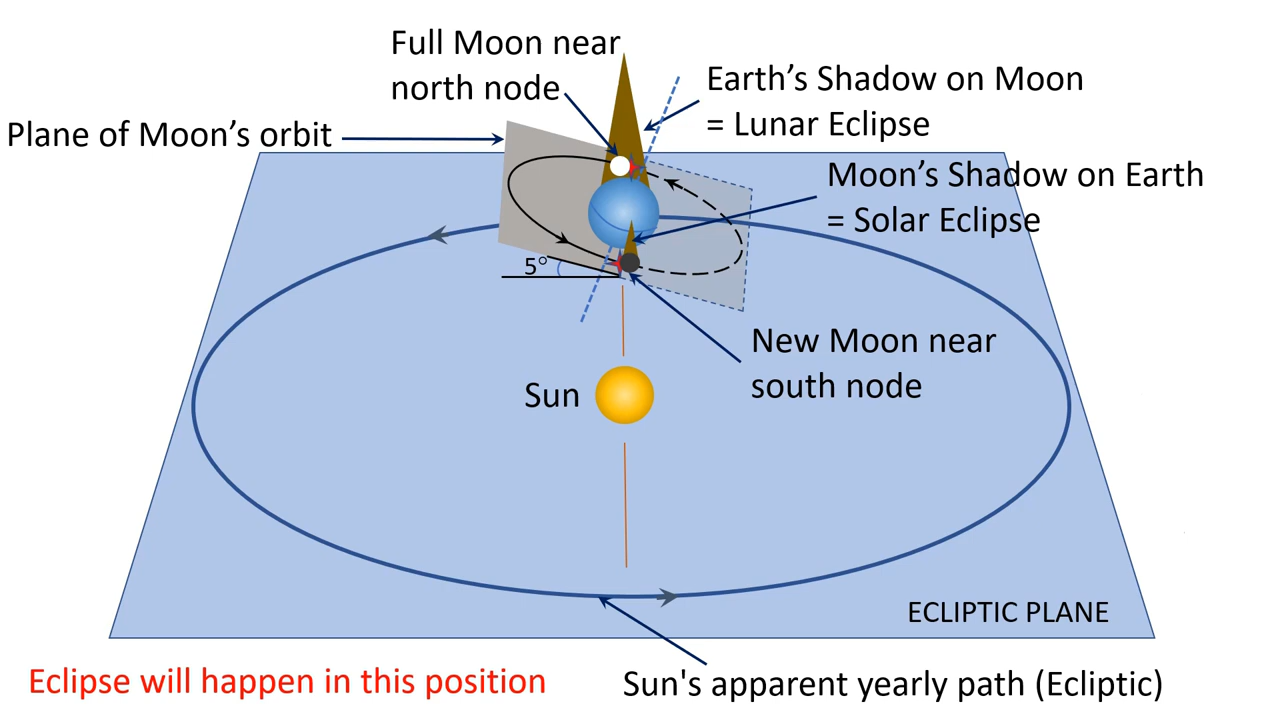 Full Moon near
north node
Earth's Shadow on Moon
= Lunar Eclipse
Plane of Moon's orbit
Moon's Shadow on Earth
= Solar Eclipse
5°
New Moon near
south node
Sun
ECLIPTIC PLANE
Eclipse will happen in this position
Sun's apparent yearly path (Ecliptic)